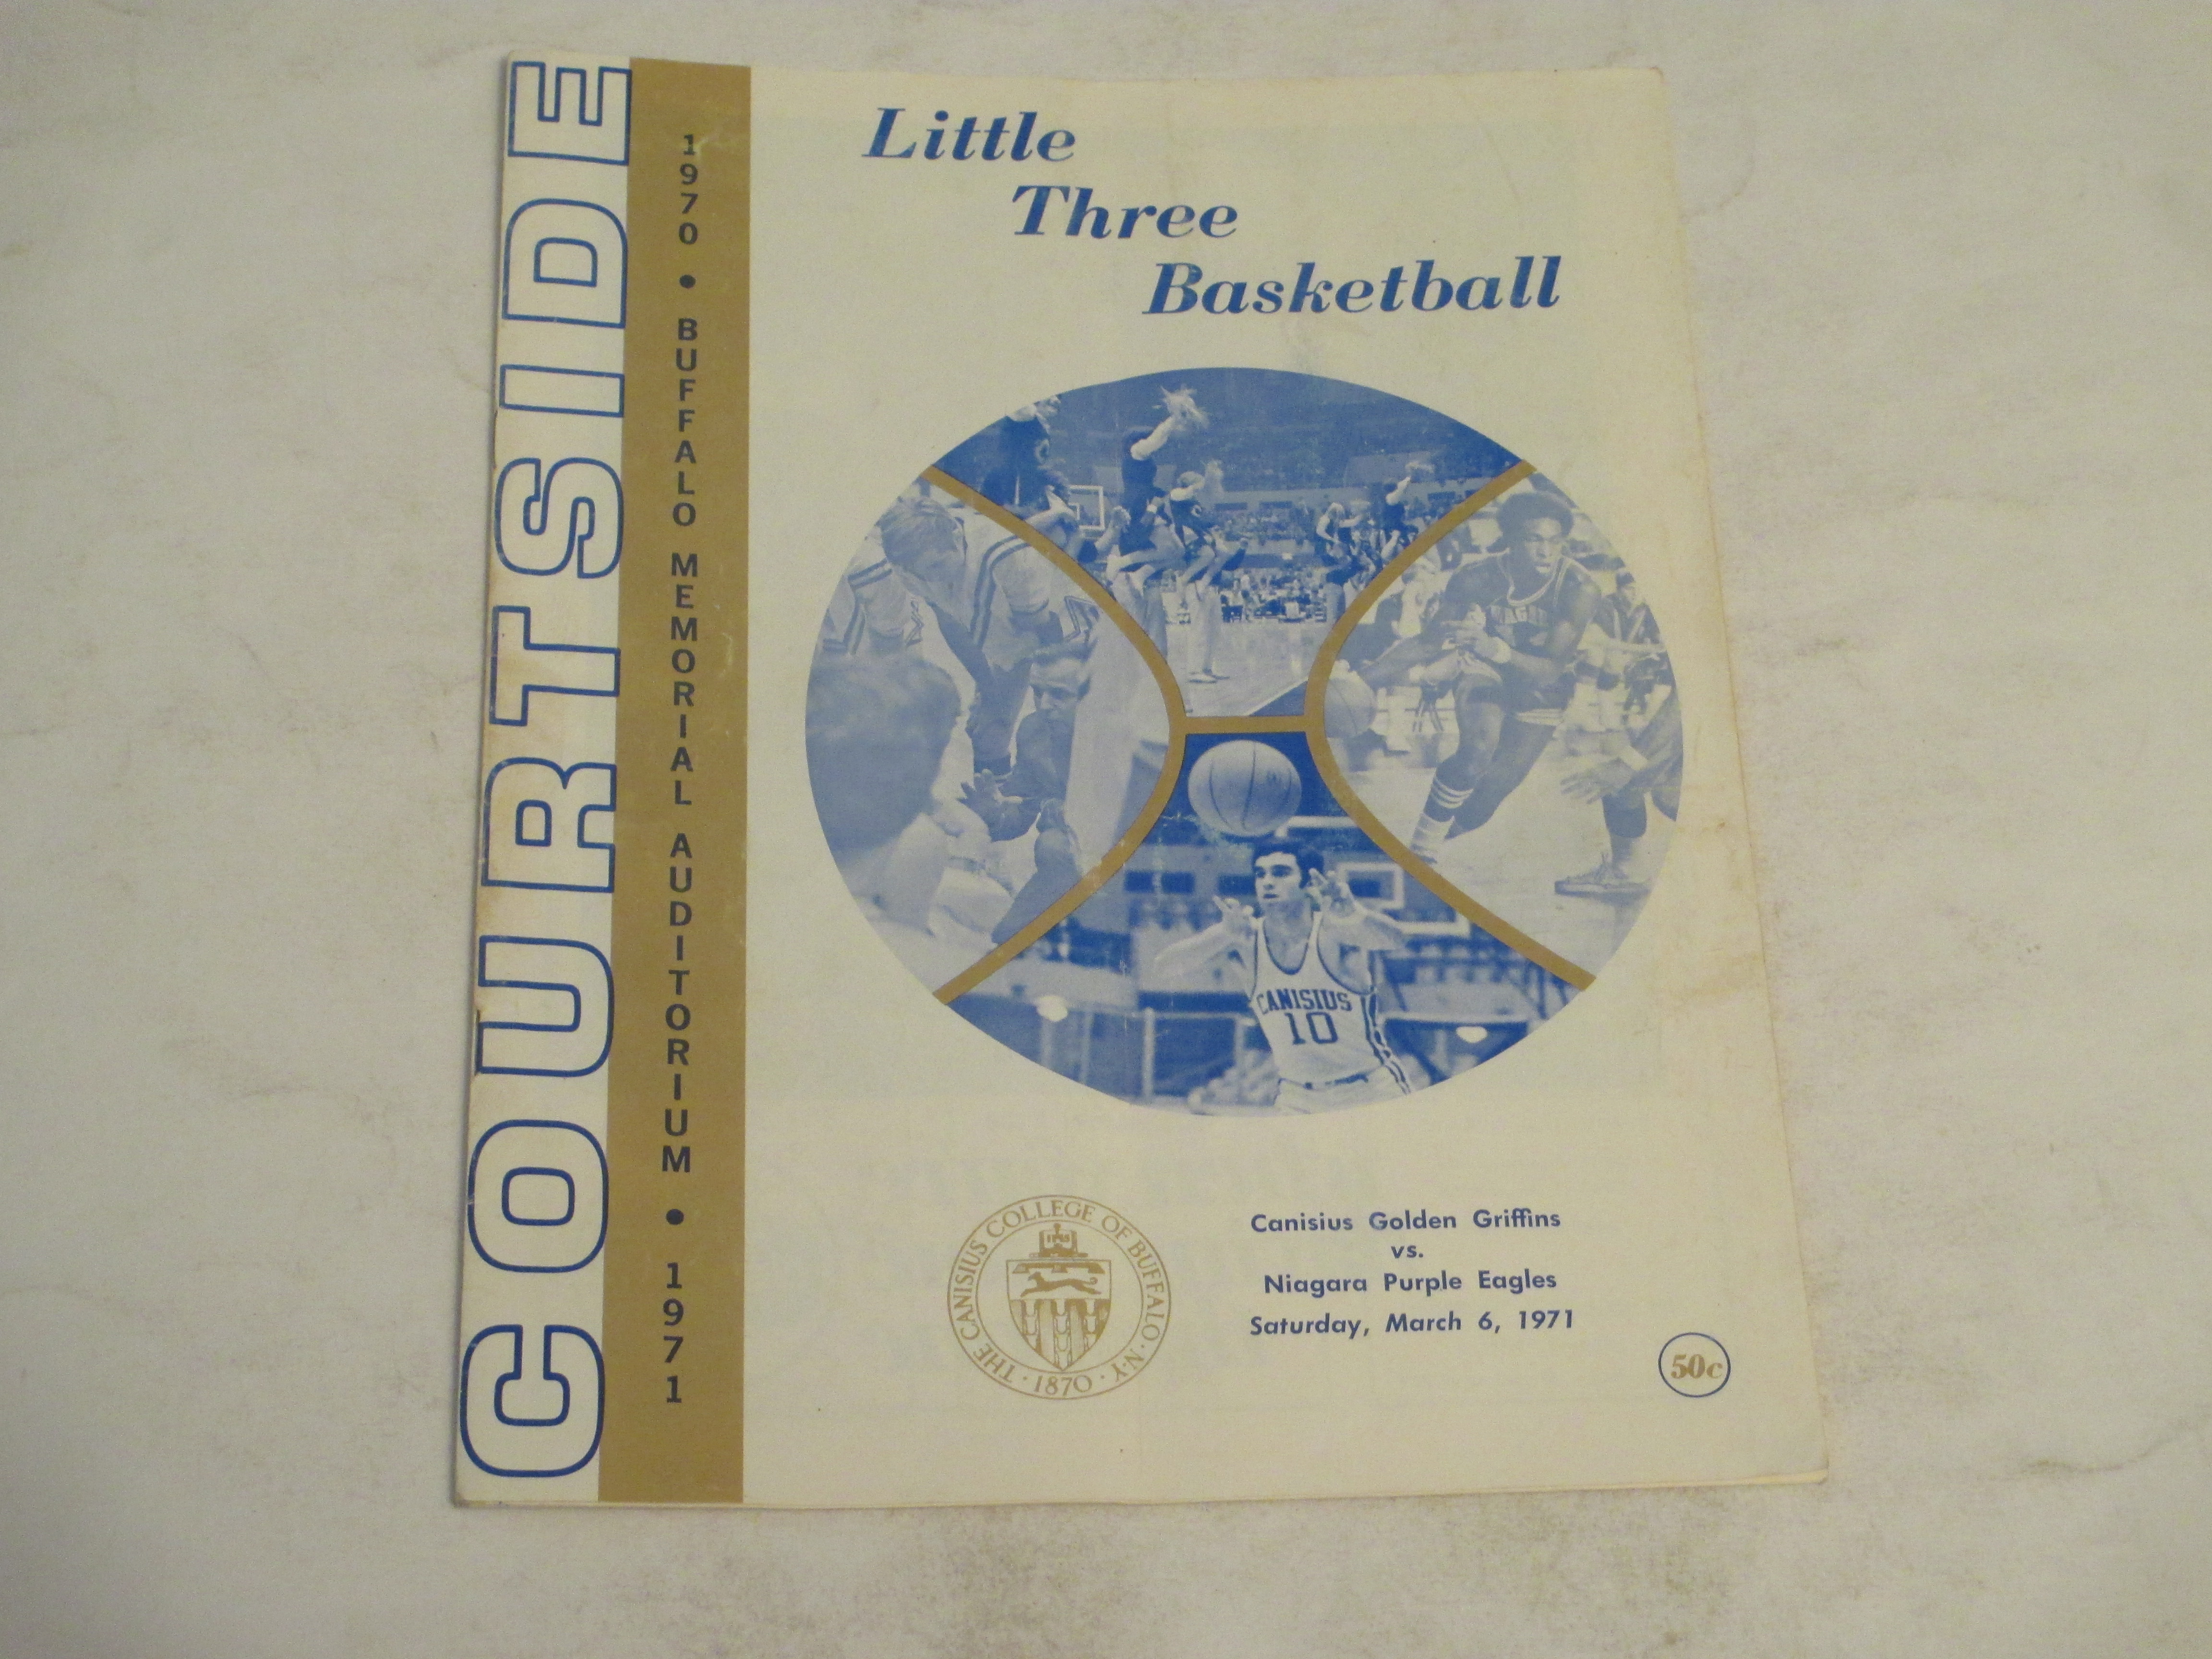 COURTSIDE
1970 • BUFFALO MEMORIAL AUDITORIUM • 1971
Little
Three
Basketball
CANISIUS
10
THE CANISIUS COLLEGE OF BUFFALO · N·Y · 1870 ·
Canisius Golden Griffins
vs.
Niagara Purple Eagles
Saturday, March 6, 1971
50c